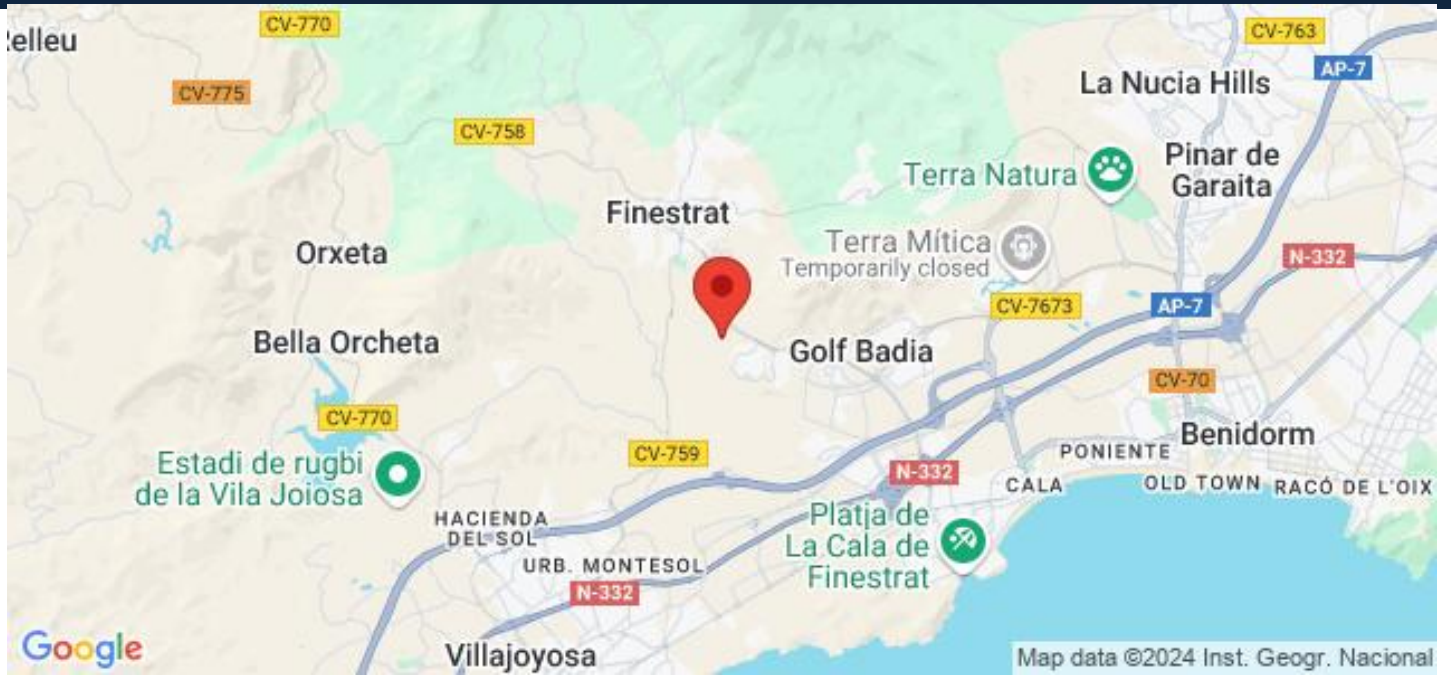 CV-770
CV-763
elleu
AP-7
La Nucia Hills
CV-775
CV-758
Pinar de
Garaita
Terra Natura
Finestrat
Terra Mítica
Temporarily closed
Orxeta
N-332
CV-7673
AP-7
Bella Orcheta
Golf Badia
CV-70
CV-770
Benidorm
PONIENTE
CV-759
Estadi de rugbi
de la Vila Joiosa
N-332
CALA
OLD TOWN
RACÓ DE L'OIX
HACIENDA
DEL SOL
Platja de
La Cala de
Finestrat
URB. MONTESOL
N-332
Google
Villajoyosa
Map data ©2024 Inst. Geogr. Nacional